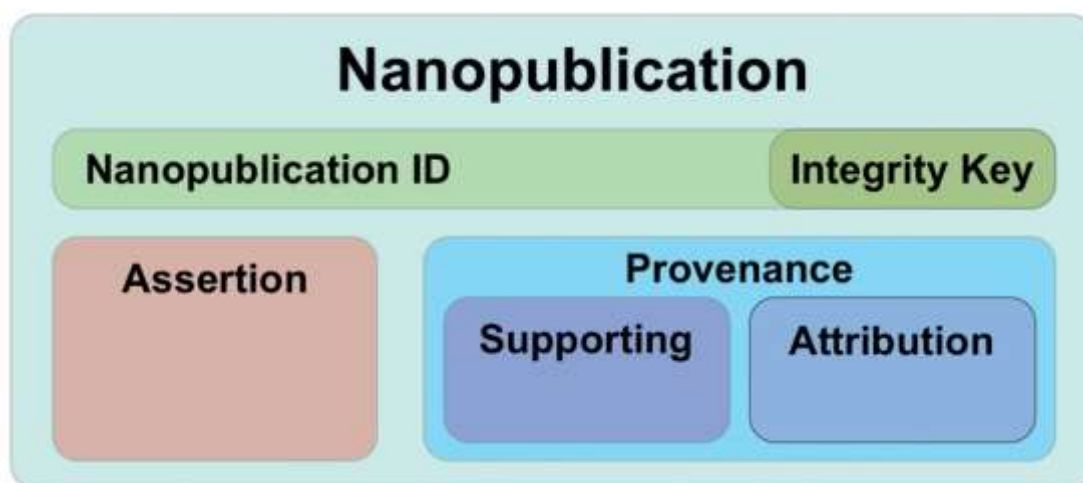 Nanopublication
Nanopublication ID
Integrity Key
Assertion
Provenance
Supporting
Attribution